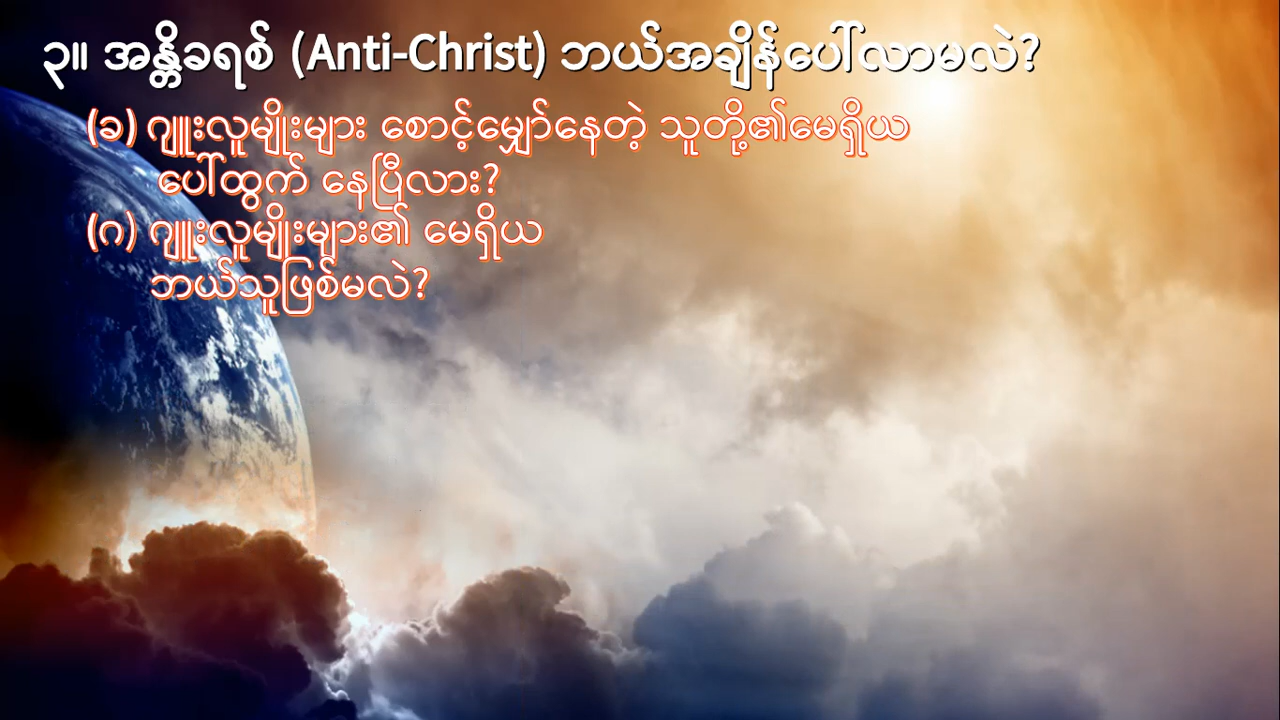 ၃။ အန္တိခရစ် (Anti-Christ) ဘယ်အချိန်ပေါ်လာမလဲ?
(ခ) ဂျူးလူမျိုးများ စောင့်မျှော်နေတဲ့ သူတို့၏မေရှိယ
ပေါ်ထွက် နေပြီလား?
(ဂ) ဂျူးလူမျိုးများ၏ မေရှိယ
ဘယ်သူဖြစ်မလဲ?